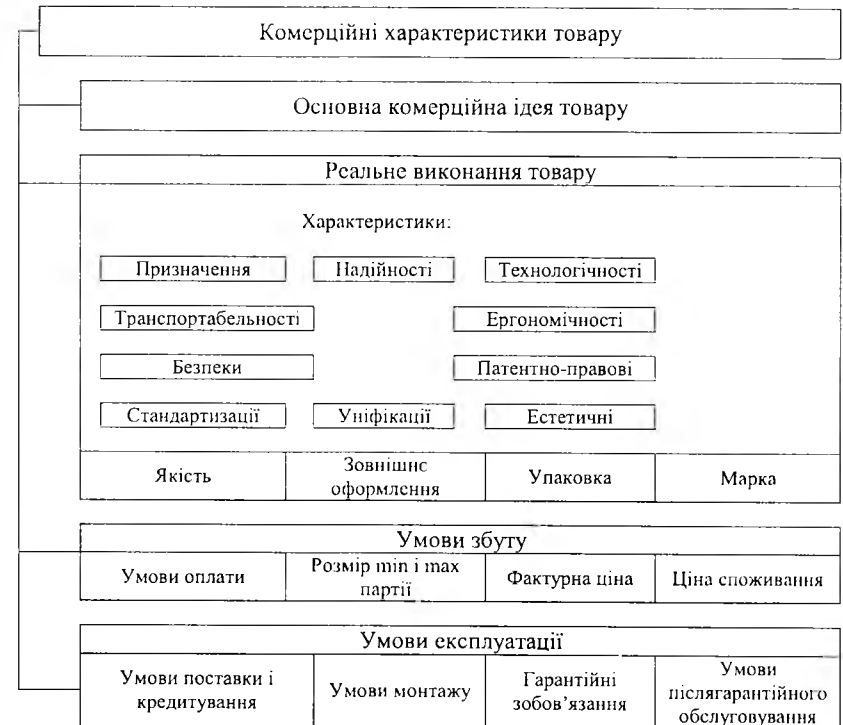 Комерційні характеристики товару
Основна комерційна ідея товару
Реальне виконання товару
Характеристики:
Призначення Надійності Технологічності
Транспортабельності Ергономічності
Безпеки Патентно-правові
Стандартизації Уніфікації Естетичні
Якість Зовнішнє оформлення Упаковка Марка
Умови збуту
Умови оплати Розмір min і max партії Фактурна ціна Ціна споживання
Умови експлуатації
Умови поставки і кредитування Умови монтажу Гарантійні зобов'язання Умови післягарантійного обслуговування